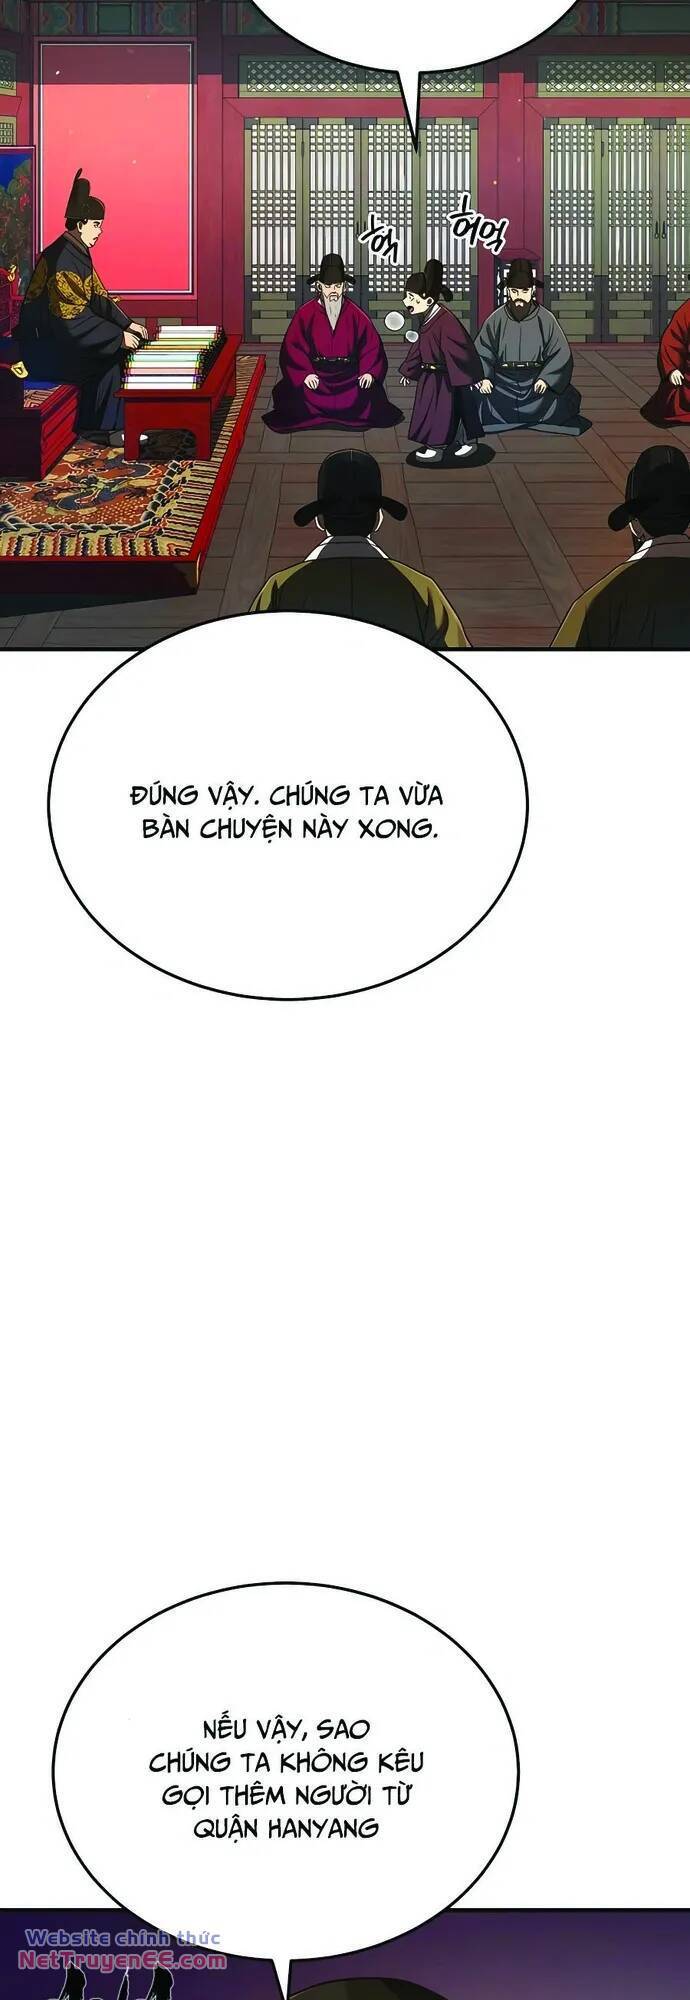 헉
허억
ĐÚNG VẬY. CHÚNG TA VỪA
BÀN CHUYỆN NÀY XONG.
NẾU VẬY, SAO
CHÚNG TA KHÔNG KÊU
GỌI THÊM NGƯỜI TỪ
QUẬN HANYANG
Website chính thức
NetTruyenEE.com